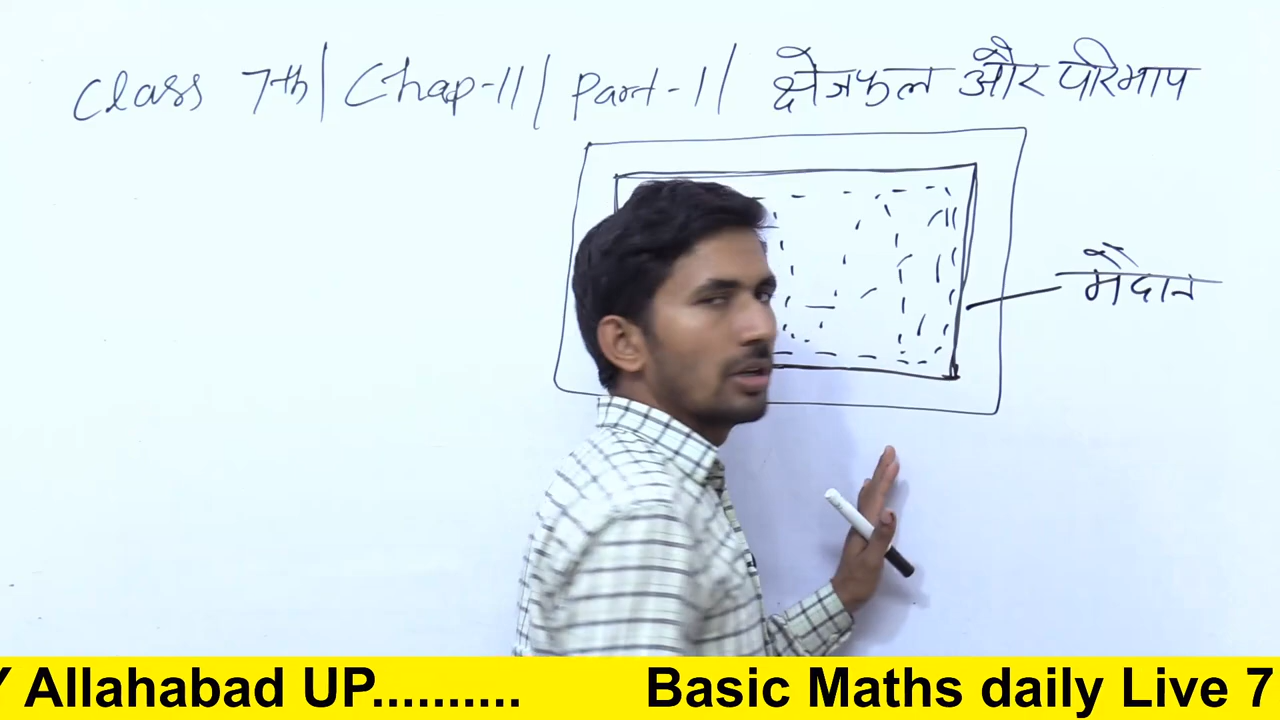 Class 7th | Chap-11 | Part-1 | क्षेत्रफल और परिमाप
मैदान
Y Allahabad UP.......... Basic Maths daily Live 7